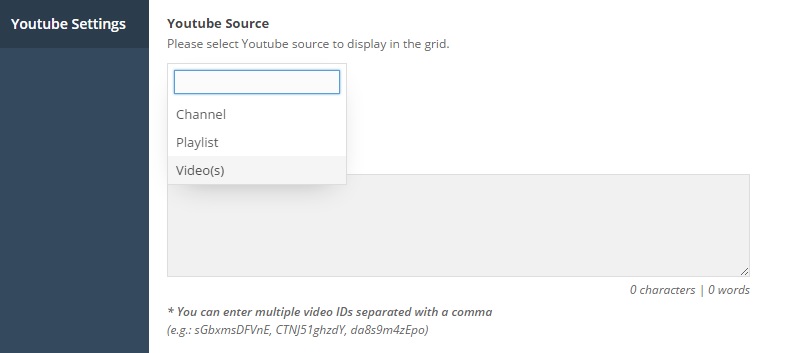 Youtube Settings
Youtube Source
Please select Youtube source to display in the grid.
Channel
Playlist
Video(s)
0 characters | 0 words
* You can enter multiple video IDs separated with a comma
(e.g.: sGbxmsDFVnE, CTNJ51ghzdY, da8s9m4zEpo)